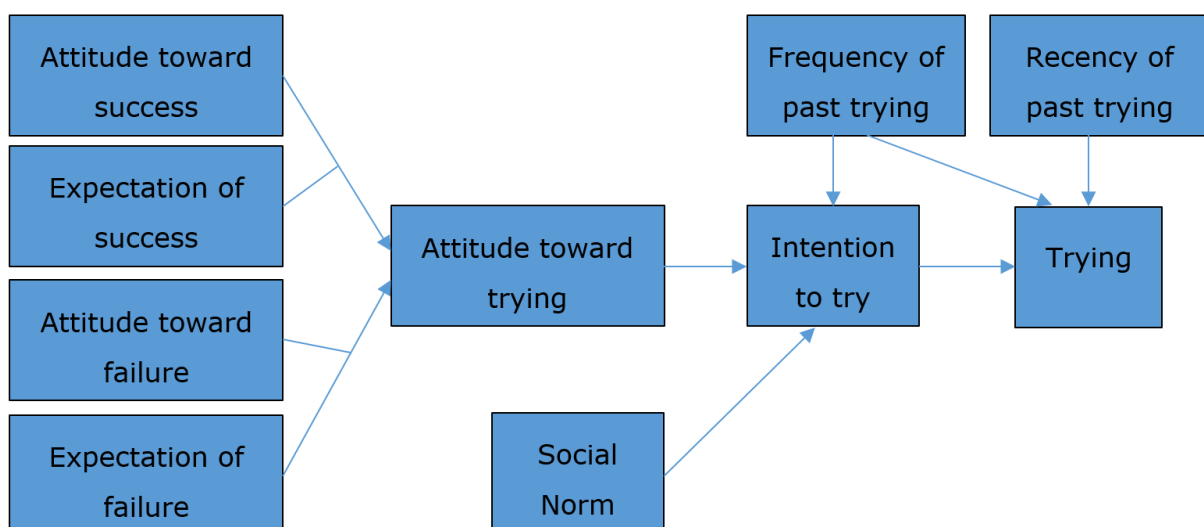 Attitude toward
success
Expectation of
success
Attitude toward
failure
Expectation of
failure
Attitude toward
trying
Social
Norm
Frequency of
past trying
Recency of
past trying
Intention
to try
Trying